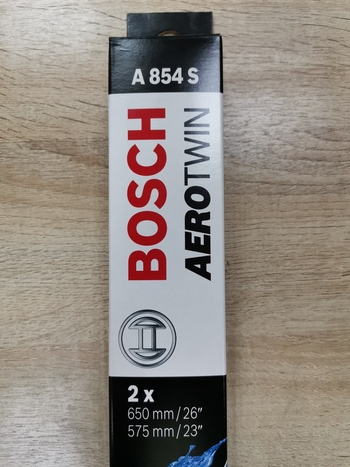 A 854 S
BOSCH
AEROTWIN
2 x
650 mm / 26"
575 mm / 23"